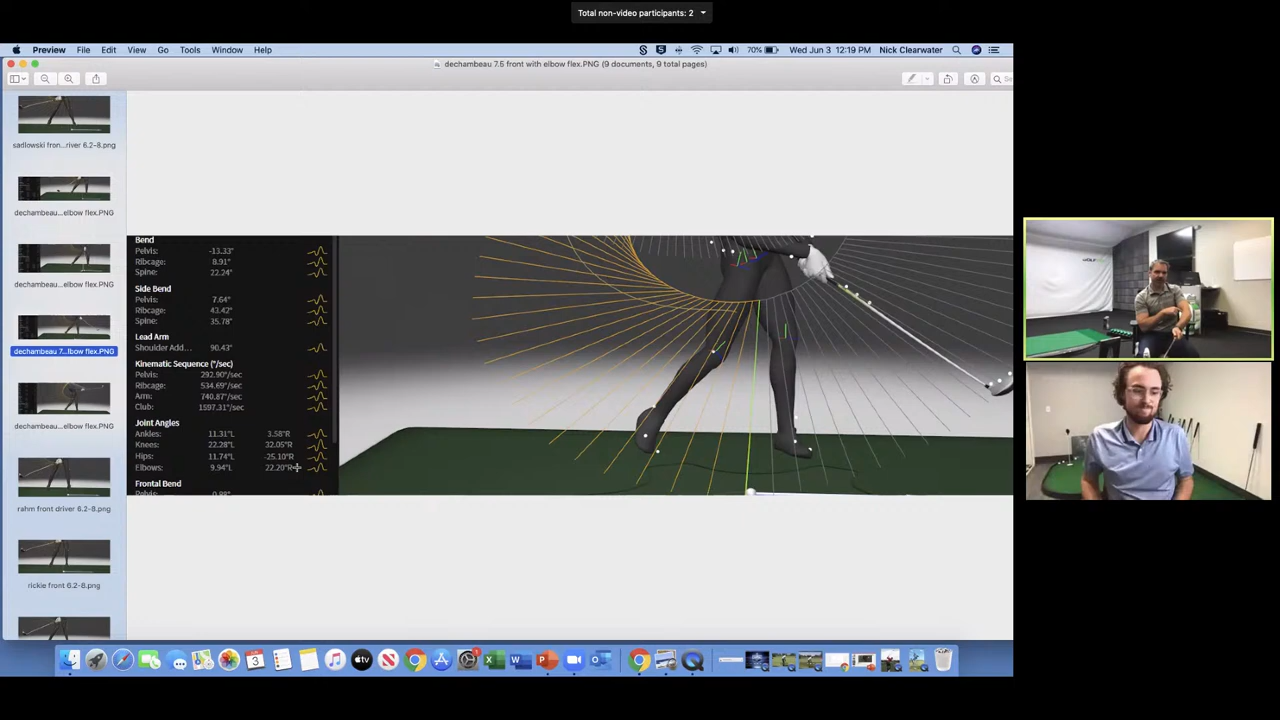 Total non-video participants: 2
Preview File Edit View Go Tools Window Help
70% Wed Jun 3 12:19 PM Nick Clearwater
dechambeau 7.5 front with elbow flex.PNG (9 documents, 9 total pages)
sadlowski fron...river 6.2-8.png
dechambeau...elbow flex.PNG
dechambeau...elbow flex.PNG
dechambeau 7...lbow flex.PNG
dechambeau...elbow flex.PNG
rahm front driver 6.2-8.png
rickie front 6.2-8.png
Bend
Pelvis: -13.33°
Ribcage: 8.91°
Spine: 22.24°
Side Bend
Pelvis: 7.64°
Ribcage: 43.42°
Spine: 35.78°
Lead Arm
Shoulder Add... 90.43°
Kinematic Sequence (°/sec)
Pelvis: 292.90°/sec
Ribcage: 534.69°/sec
Arm: 740.87°/sec
Club: 1597.31°/sec
Joint Angles
Ankles: 11.31°L 3.58°R
Knees: 22.28°L 32.05°R
Hips: 11.74°L -25.10°R
Elbows: 9.94°L 22.20°R
Frontal Bend